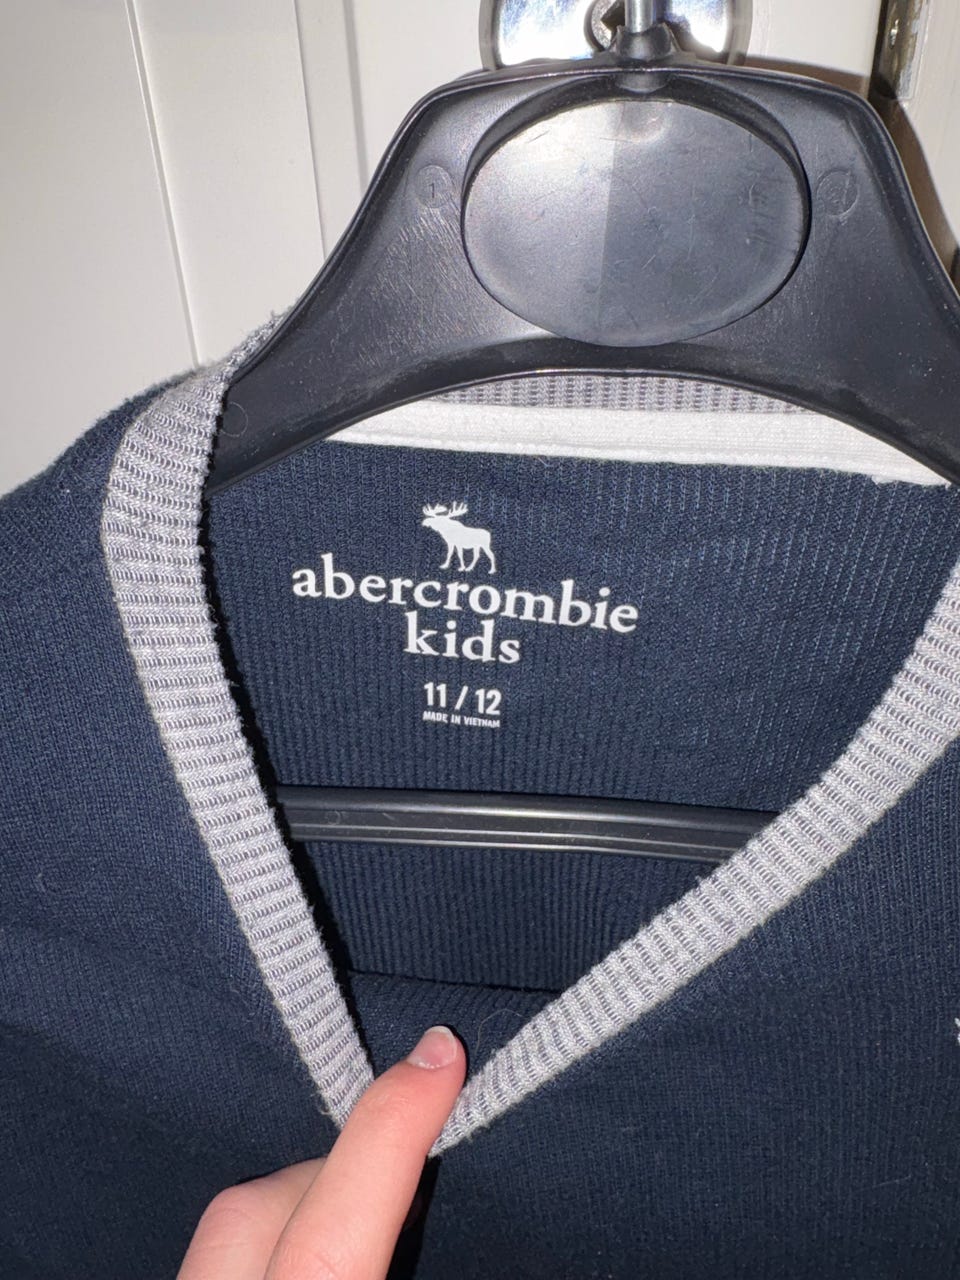 abercrombie
kids
11 / 12
MADE IN VIETNAM